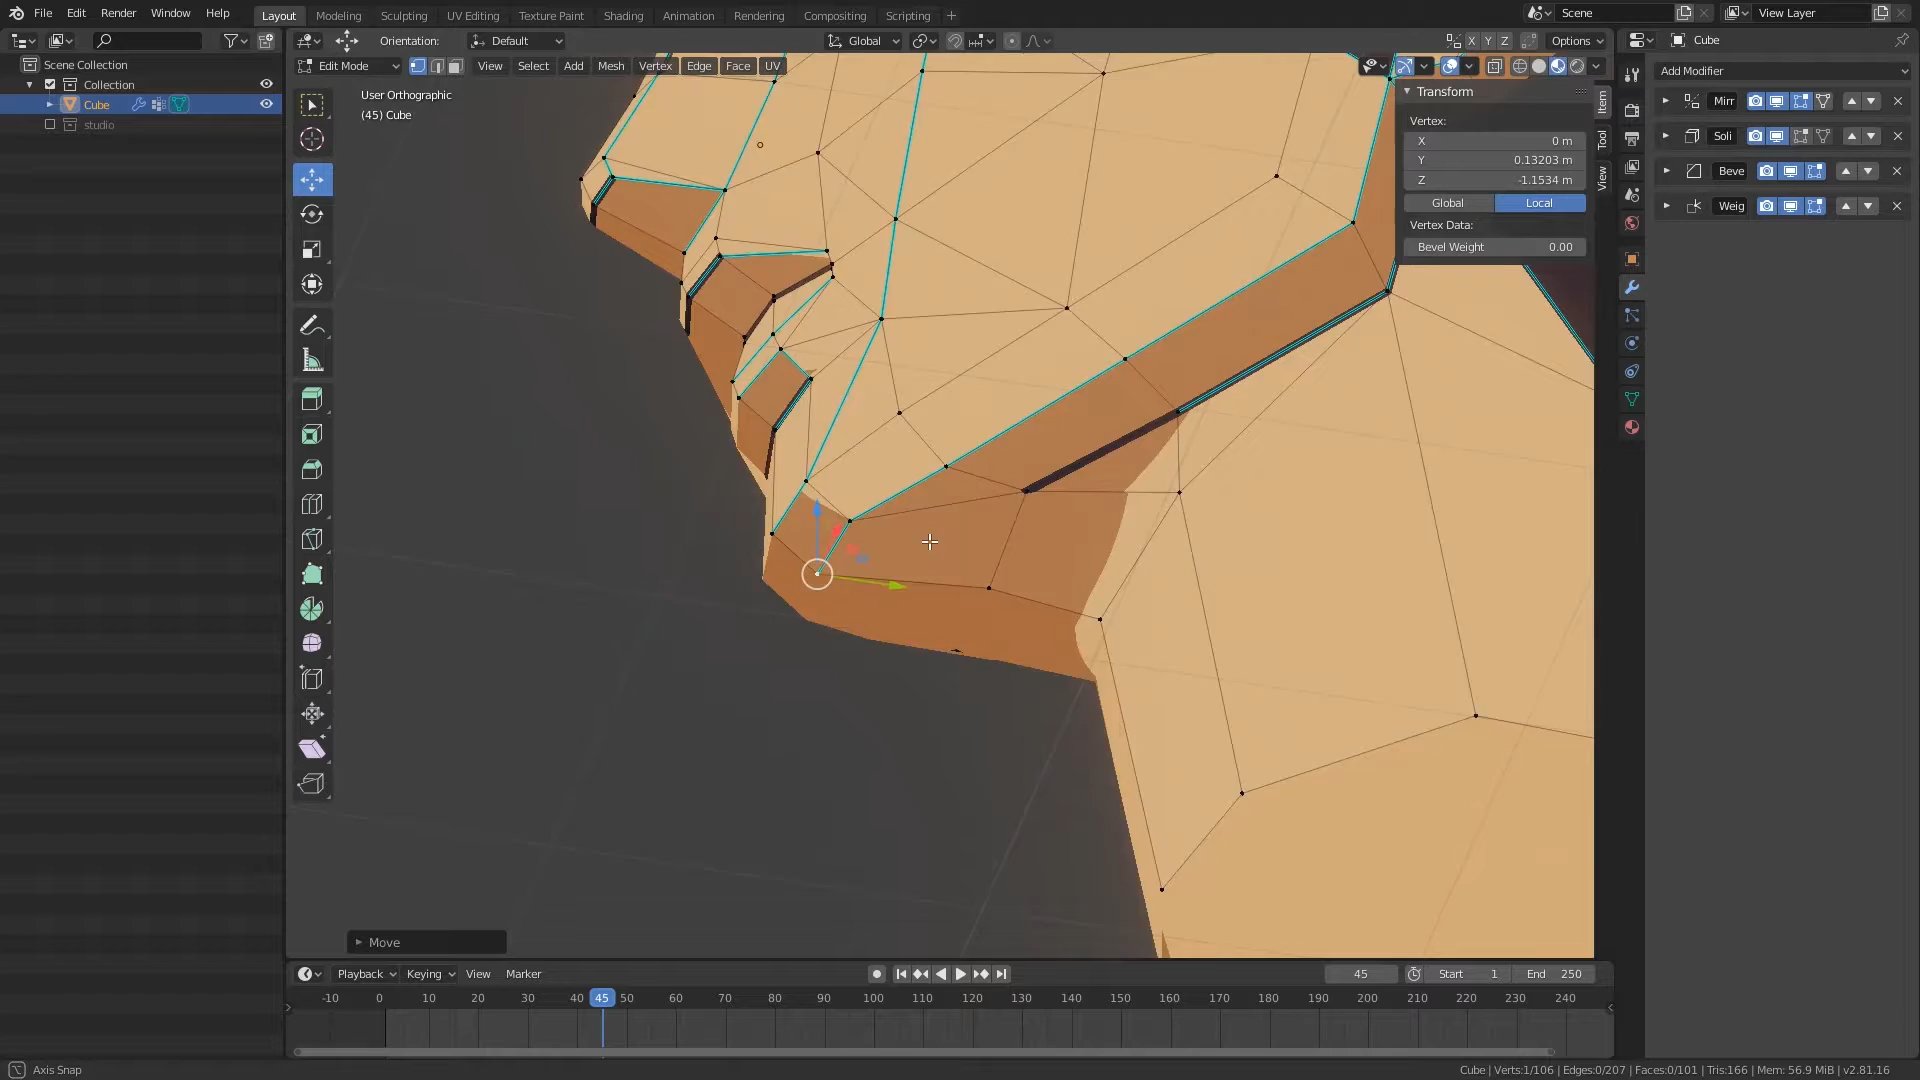 File Edit Render Window Help
Layout Modeling Sculpting UV Editing Texture Paint Shading Animation Rendering Compositing Scripting +
Scene
View Layer
Orientation: Default
Global
X Y Z Options
Cube
Scene Collection
Collection
Cube
studio
Edit Mode View Select Add Mesh Vertex Edge Face UV
User Orthographic
(45) Cube
Transform
Vertex:
X 0 m
Y 0.13203 m
Z -1.1534 m
Global Local
Vertex Data:
Bevel Weight 0.00
Item
Tool
View
Add Modifier
Mirr
Soli
Beve
Weig
Move
Playback Keying View Marker
45 Start 1 End 250
-10 0 10 20 30 40 45 50 60 70 80 90 100 110 120 130 140 150 160 170 180 190 200 210 220 230 240
Axis Snap
Cube | Verts:1/106 | Edges:0/207 | Faces:0/101 | Tris:166 | Mem: 56.9 MiB | v2.81.16